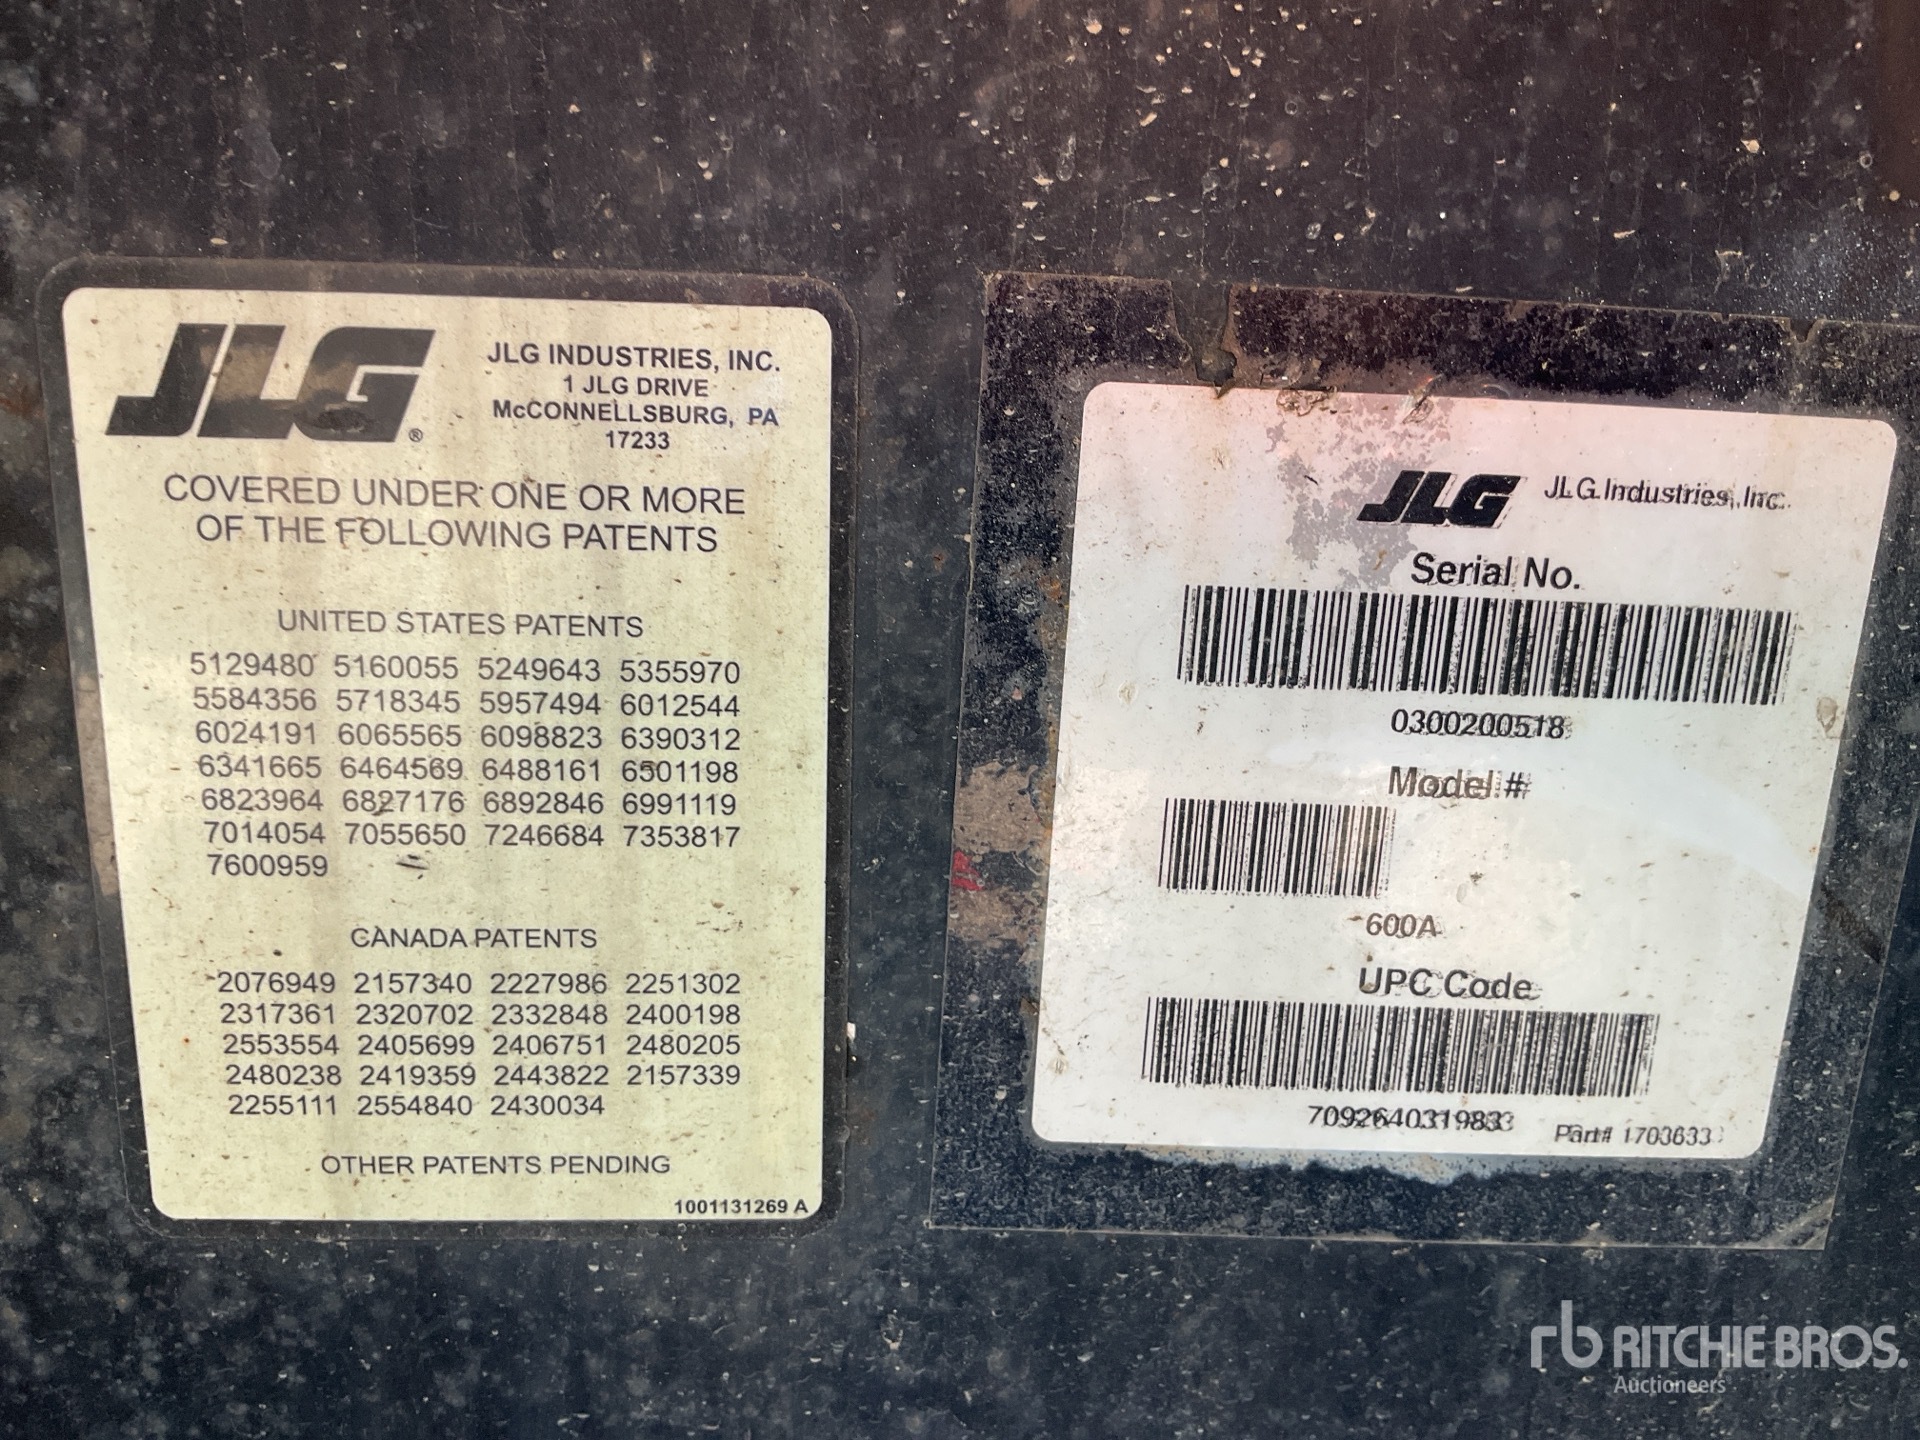 JLG®
JLG INDUSTRIES, INC.
1 JLG DRIVE
McCONNELLSBURG, PA
17233
COVERED UNDER ONE OR MORE
OF THE FOLLOWING PATENTS
UNITED STATES PATENTS
5129480 5160055 5249643 5355970
5584356 5718345 5957494 6012544
6024191 6065565 6098823 6390312
6341665 6464569 6488161 6501198
6823964 6827176 6892846 6991119
7014054 7055650 7246684 7353817
7600959
CANADA PATENTS
2076949 2157340 2227986 2251302
2317361 2320702 2332848 2400198
2553554 2405699 2406751 2480205
2480238 2419359 2443822 2157339
2255111 2554840 2430034
OTHER PATENTS PENDING
1001131269 A
JLG JLG Industries, Inc.
Serial No.
0300200518
Model #
600A
UPC Code
709264031983
Part# 1703633
rb RITCHIE BROS.
Auctioneers